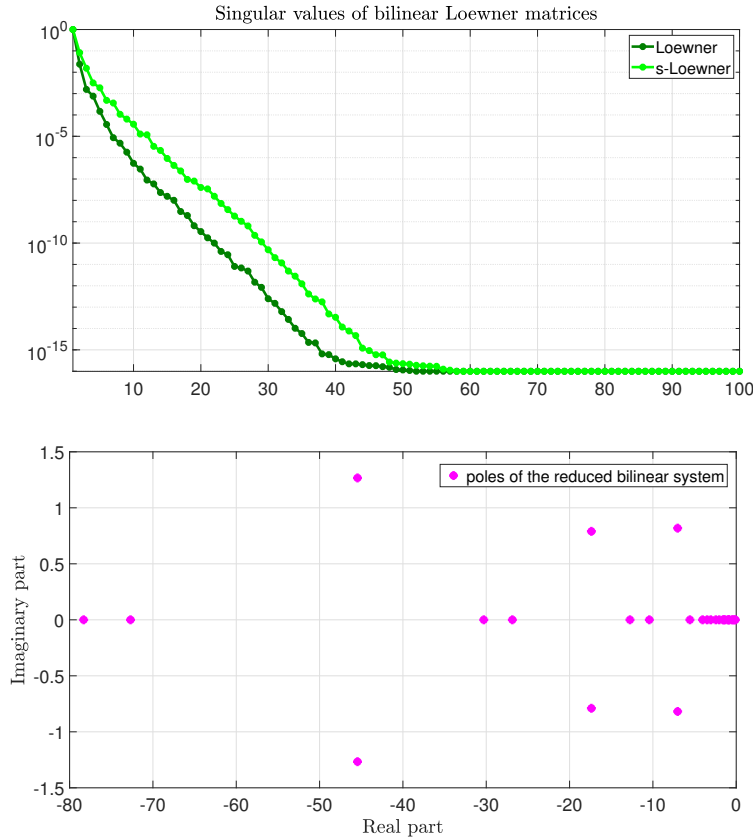 Singular values of bilinear Loewner matrices
10^0
10^-5
10^-10
10^-15
Loewner
s-Loewner
10 20 30 40 50 60 70 80 90 100
1.5
1
0.5
0
-0.5
-1
-1.5
Imaginary part
poles of the reduced bilinear system
-80 -70 -60 -50 -40 -30 -20 -10 0
Real part